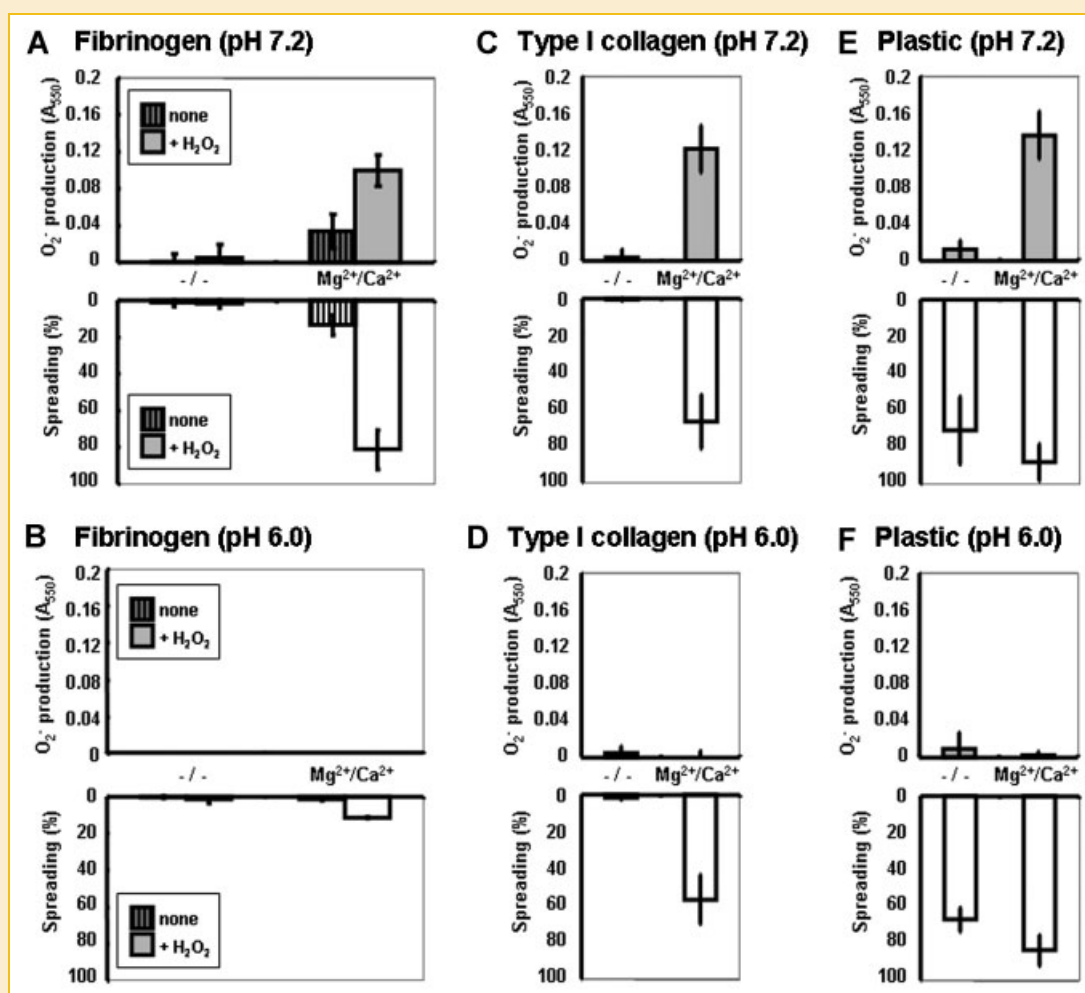 A Fibrinogen (pH 7.2)
O₂⁻ production (A₅₅₀)
0.2
0.16
0.12
0.08
0.04
0
none
+ H₂O₂
- / -
Mg²⁺/Ca²⁺
Spreading (%)
0
20
40
60
80
100
none
+ H₂O₂
C Type I collagen (pH 7.2)
O₂⁻ production (A₅₅₀)
0.2
0.16
0.12
0.08
0.04
0
- / -
Mg²⁺/Ca²⁺
Spreading (%)
0
20
40
60
80
100
E Plastic (pH 7.2)
O₂⁻ production (A₅₅₀)
0.2
0.16
0.12
0.08
0.04
0
- / -
Mg²⁺/Ca²⁺
Spreading (%)
0
20
40
60
80
100
B Fibrinogen (pH 6.0)
O₂⁻ production (A₅₅₀)
0.2
0.16
0.12
0.08
0.04
0
none
+ H₂O₂
- / -
Mg²⁺/Ca²⁺
Spreading (%)
0
20
40
60
80
100
none
+ H₂O₂
D Type I collagen (pH 6.0)
O₂⁻ production (A₅₅₀)
0.2
0.16
0.12
0.08
0.04
0
- / -
Mg²⁺/Ca²⁺
Spreading (%)
0
20
40
60
80
100
F Plastic (pH 6.0)
O₂⁻ production (A₅₅₀)
0.2
0.16
0.12
0.08
0.04
0
- / -
Mg²⁺/Ca²⁺
Spreading (%)
0
20
40
60
80
100